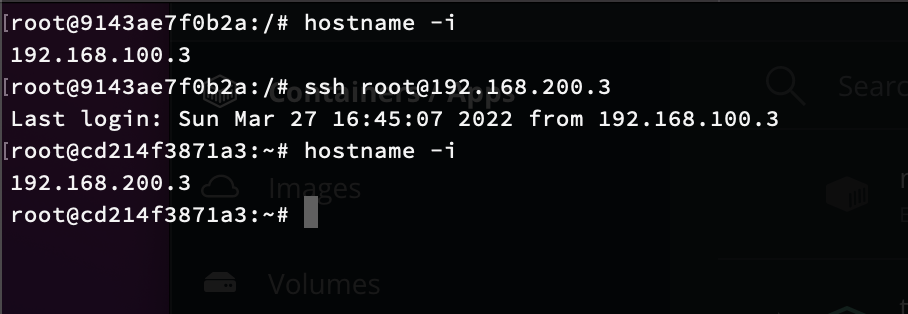 [root@9143ae7f0b2a:/# hostname -i
192.168.100.3
[root@9143ae7f0b2a:/# ssh root@192.168.200.3
Containers / Apps
Searc
Last login: Sun Mar 27 16:45:07 2022 from 192.168.100.3
[root@cd214f3871a3:~# hostname -i
192.168.200.3
Images
root@cd214f3871a3:~#
Volumes